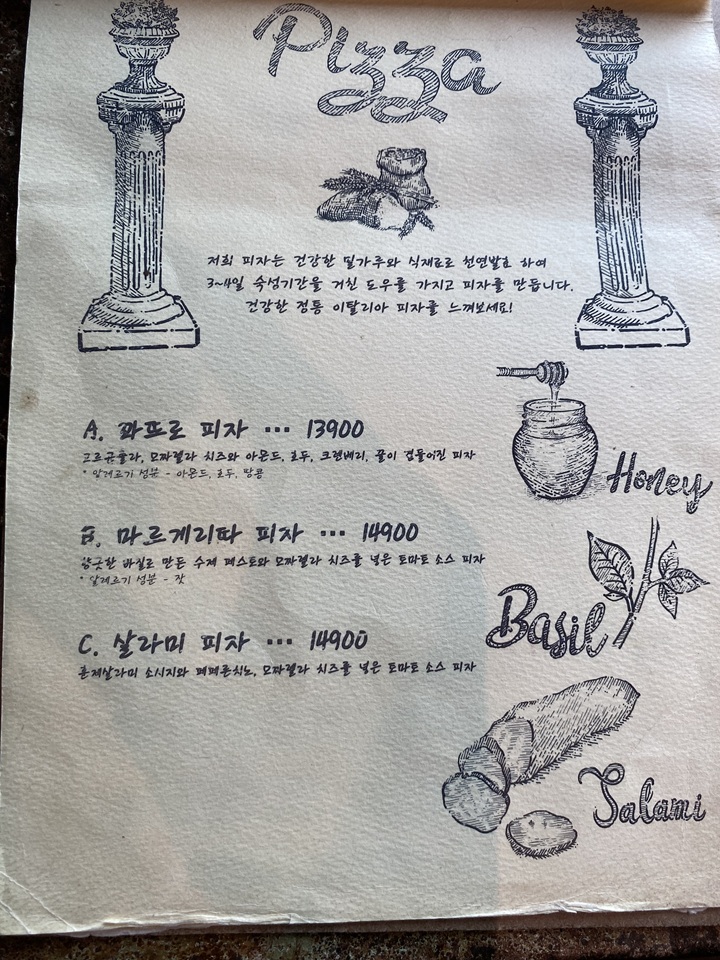 Pizza
저희 피자는 건강한 밀가루와 식재료로 천연발효 하여
3~4일 숙성기간을 거친 도우를 가지고 피자를 만듭니다.
건강한 정통 이탈리아 피자를 느껴보세요!
A. 콰프로 피자 ··· 13900
고르곤졸라, 모짜렐라 치즈와 아몬드, 호두, 크랜베리, 꿀이 곁들어진 피자
* 알레르기 성분 - 아몬드, 호두, 땅콩
Honey
B. 마르게리따 피자 ··· 14900
향긋한 바질로 만든 수제 페스토와 모짜렐라 치즈를 넣은 토마토 소스 피자
* 알레르기 성분 - 잣
Basil
C. 살라미 피자 ··· 14900
훈제살라미 소시지와 페페론치노, 모짜렐라 치즈를 넣은 토마토 소스 피자
Salami